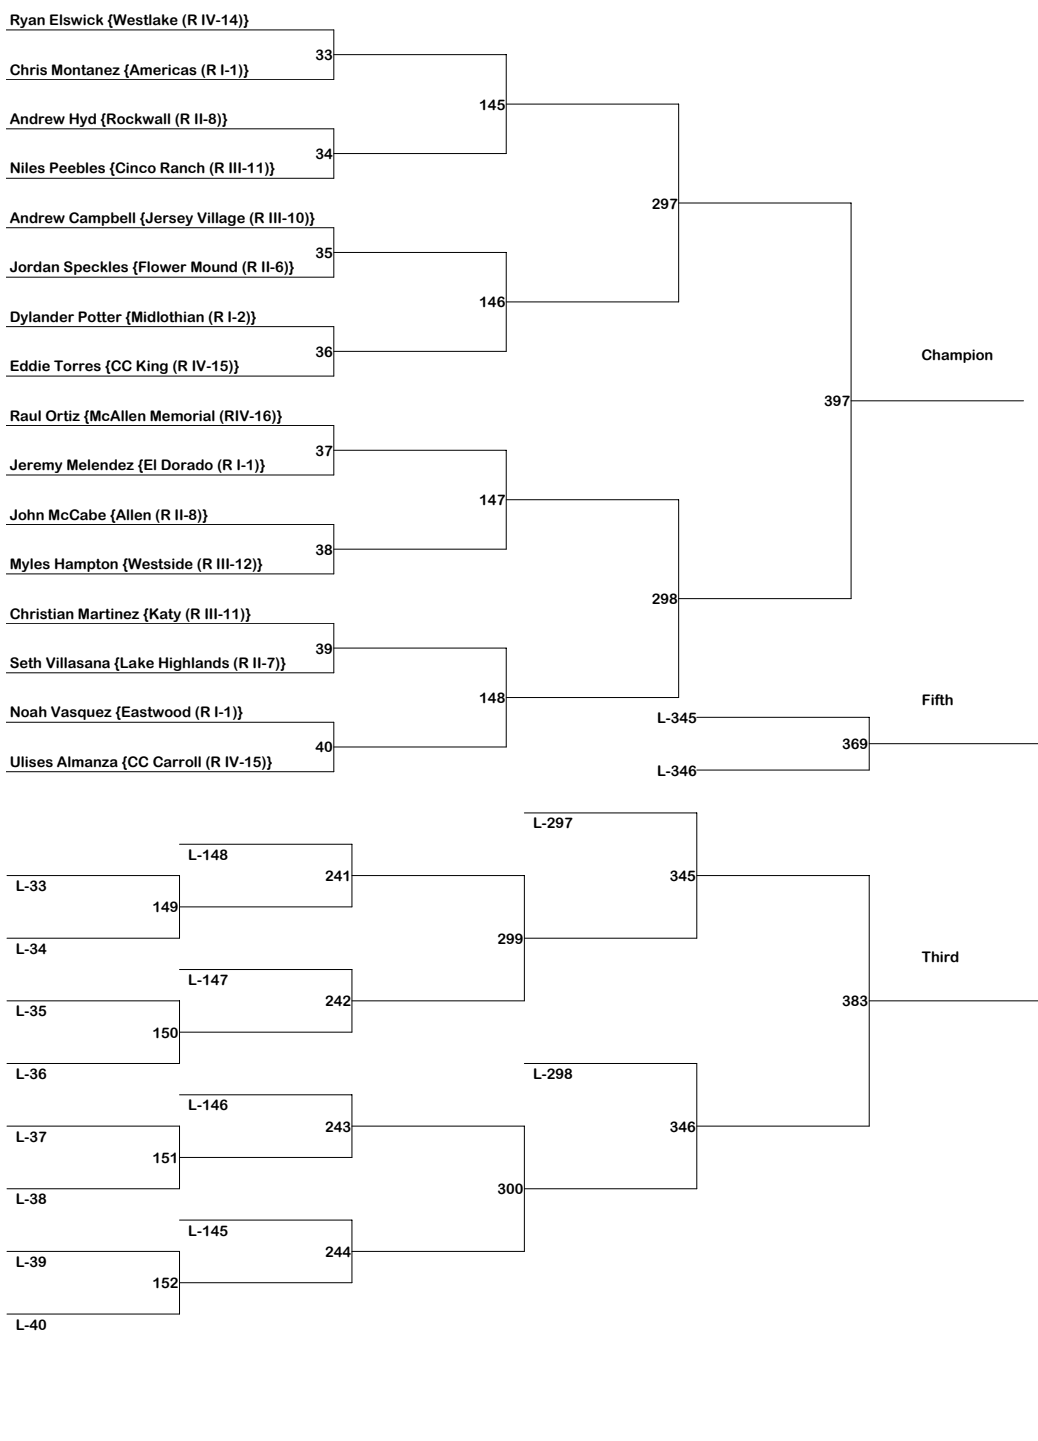 Ryan Elswick {Westlake (R IV-14)}
33
Chris Montanez {Americas (R I-1)}
145
Andrew Hyd {Rockwall (R II-8)}
34
Niles Peebles {Cinco Ranch (R III-11)}
297
Andrew Campbell {Jersey Village (R III-10)}
35
Jordan Speckles {Flower Mound (R II-6)}
146
Dylander Potter {Midlothian (R I-2)}
36
Eddie Torres {CC King (R IV-15)}
Champion
397
Raul Ortiz {McAllen Memorial (RIV-16)}
37
Jeremy Melendez {El Dorado (R I-1)}
147
John McCabe {Allen (R II-8)}
38
Myles Hampton {Westside (R III-12)}
298
Christian Martinez {Katy (R III-11)}
39
Seth Villasana {Lake Highlands (R II-7)}
148
Noah Vasquez {Eastwood (R I-1)}
40
Ulises Almanza {CC Carroll (R IV-15)}
Fifth
L-345
369
L-346
L-297
L-148
241
345
L-33
149
299
L-34
Third
L-147
242
383
L-35
150
L-36
L-298
L-146
243
346
L-37
151
300
L-38
L-145
244
L-39
152
L-40